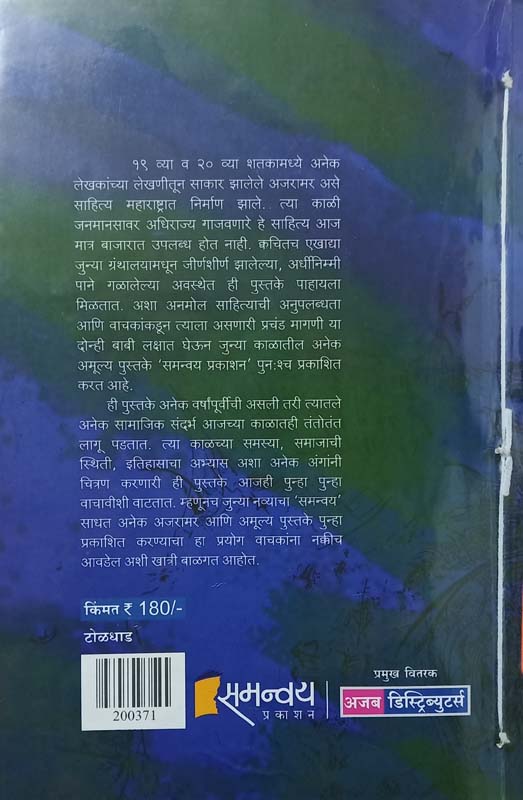 १९ व्या व २० व्या शतकामध्ये अनेक
लेखकांच्या लेखणीतून साकार झालेले अजरामर असे
साहित्य महाराष्ट्रात निर्माण झाले.. त्या काळी
जनमानसावर अधिराज्य गाजवणारे हे साहित्य आज
मात्र बाजारात उपलब्ध होत नाही. क्वचितच एखाद्या
जुन्या ग्रंथालयामधून जीर्णशीर्ण झालेल्या, अर्धीनिम्मी
पाने गळालेल्या अवस्थेत ही पुस्तके पाहायला
मिळतात. अशा अनमोल साहित्याची अनुपलब्धता
आणि वाचकांकडून त्याला असणारी प्रचंड मागणी या
दोन्ही बाबी लक्षात घेऊन जुन्या काळातील अनेक
अमूल्य पुस्तके ‘समन्वय प्रकाशन’ पुन:श्च प्रकाशित
करत आहे.
ही पुस्तके अनेक वर्षांपूर्वीची असली तरी त्यातले
अनेक सामाजिक संदर्भ आजच्या काळातही तंतोतंत
लागू पडतात. त्या काळच्या समस्या, समाजाची
स्थिती, इतिहासाचा अभ्यास अशा अनेक अंगांनी
चित्रण करणारी ही पुस्तके आजही पुन्हा पुन्हा
वाचावीशी वाटतात. म्हणूनच जुन्या नव्याचा ‘समन्वय’
साधत अनेक अजरामर आणि अमूल्य पुस्तके पुन्हा
प्रकाशित करण्याचा हा प्रयोग वाचकांना नक्कीच
आवडेल अशी खात्री बाळगत आहोत.
किंमत ₹ 180/-
टोळधाड
200371
समन्वय
प्रकाशन
प्रमुख वितरक
अजब डिस्ट्रिब्युटर्स